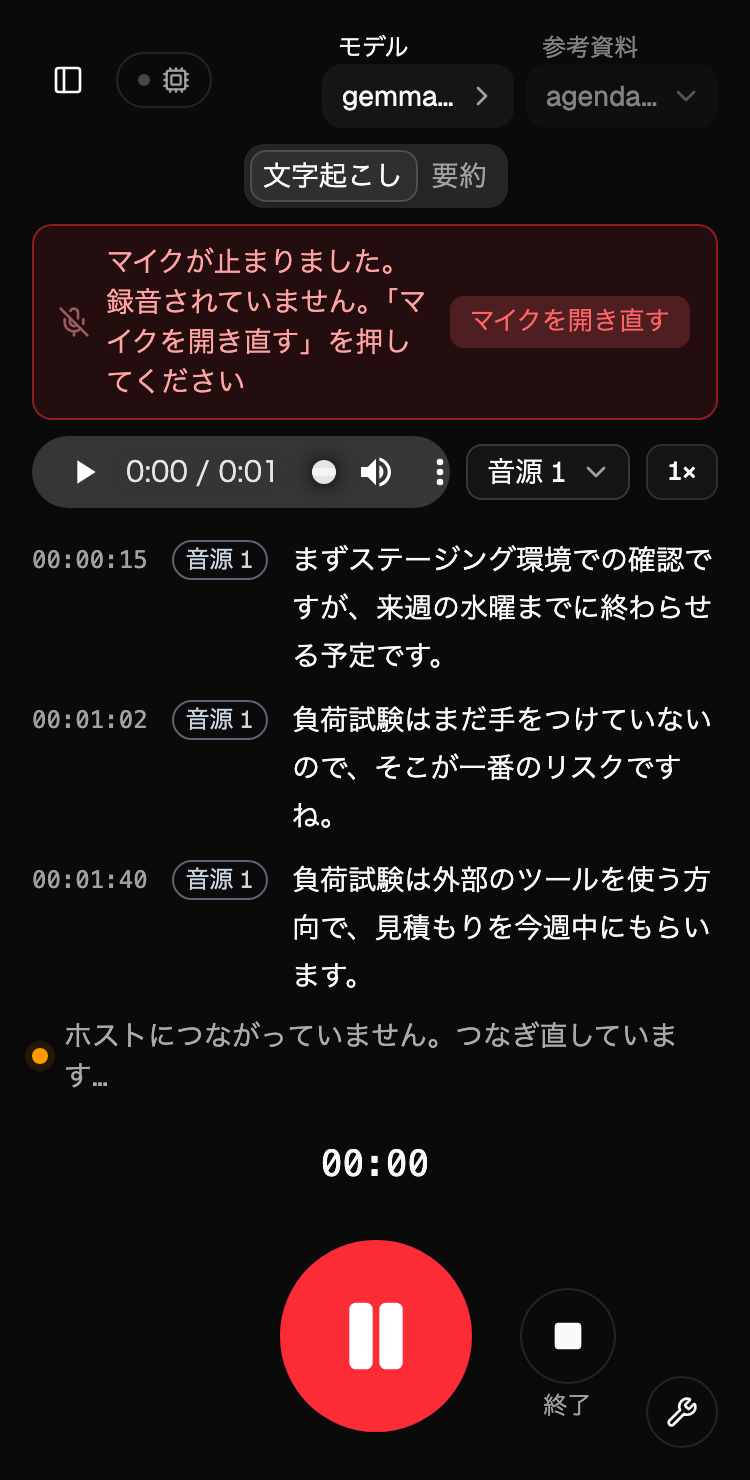 モデル
参考資料
gemma...
agenda...
文字起こし
要約
マイクが止まりました。
録音されていません。「マ
イクを開き直す」を押し
てください
マイクを開き直す
0:00 / 0:01
音源 1
1×
00:00:15
音源 1
まずステージング環境での確認で
すが、来週の水曜までに終わらせ
る予定です。
00:01:02
音源 1
負荷試験はまだ手をつけていない
ので、そこが一番のリスクです
ね。
00:01:40
音源 1
負荷試験は外部のツールを使う方
向で、見積もりを今週中にもらい
ます。
ホストにつながっていません。つなぎ直していま
す…
00:00
終了